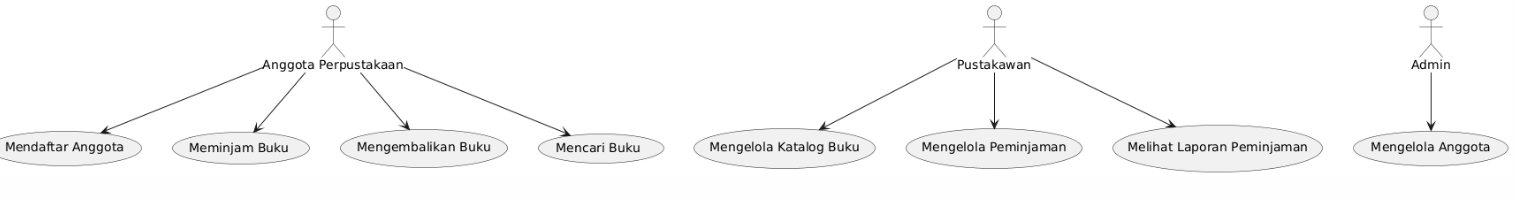 Anggota Perpustakaan
Pustakawan
Admin
Mendaftar Anggota
Meminjam Buku
Mengembalikan Buku
Mencari Buku
Mengelola Katalog Buku
Mengelola Peminjaman
Melihat Laporan Peminjaman
Mengelola Anggota